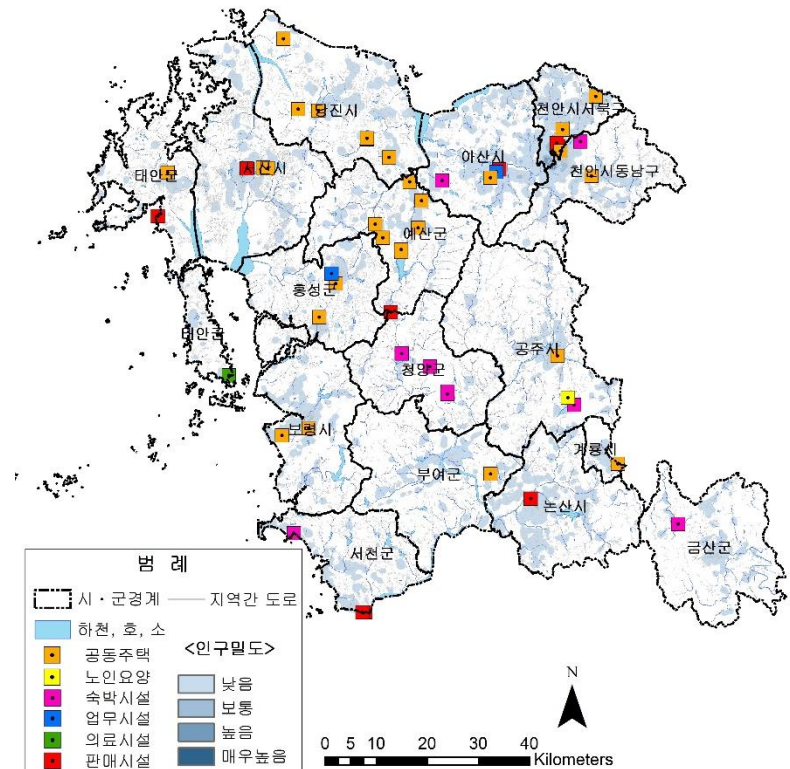 당진시
천안시서북구
아산시
태안군
서산시
천안시동남구
예산군
홍성군
태안군
청양군
공주시
보령시
부여군
계룡시
논산시
서천군
금산군
범 례
시・군경계
지역간 도로
하천, 호, 소
공동주택
노인요양
숙박시설
업무시설
의료시설
판매시설
<인구밀도>
낮음
보통
높음
매우높음
N
0 5 10 20 30 40
Kilometers